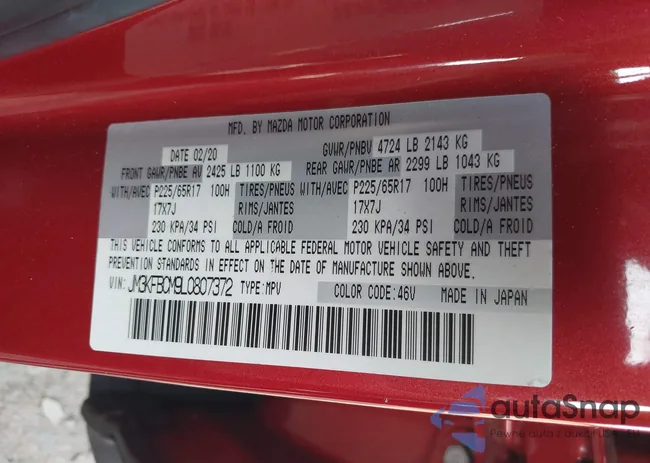 MFD. BY MAZDA MOTOR CORPORATION
DATE 02/20 GVWR/PNBV 4724 LB 2143 KG
FRONT GAWR/PNBE AV 2425 LB 1100 KG REAR GAWR/PNBE AR 2299 LB 1043 KG
WITH/AVEC P225/65R17 100H TIRES/PNEUS WITH/AVEC P225/65R17 100H TIRES/PNEUS
17X7J RIMS/JANTES 17X7J RIMS/JANTES
230 KPA/34 PSI COLD/A FROID 230 KPA/34 PSI COLD/A FROID
THIS VEHICLE CONFORMS TO ALL APPLICABLE FEDERAL MOTOR VEHICLE SAFETY AND THEFT
PREVENTION STANDARDS IN EFFECT ON THE DATE OF MANUFACTURE SHOWN ABOVE.
VIN: JM3KFBCM9L0807372 TYPE:MPV COLOR CODE:46V MADE IN JAPAN
autoSnap
Pewne auta z aukcji